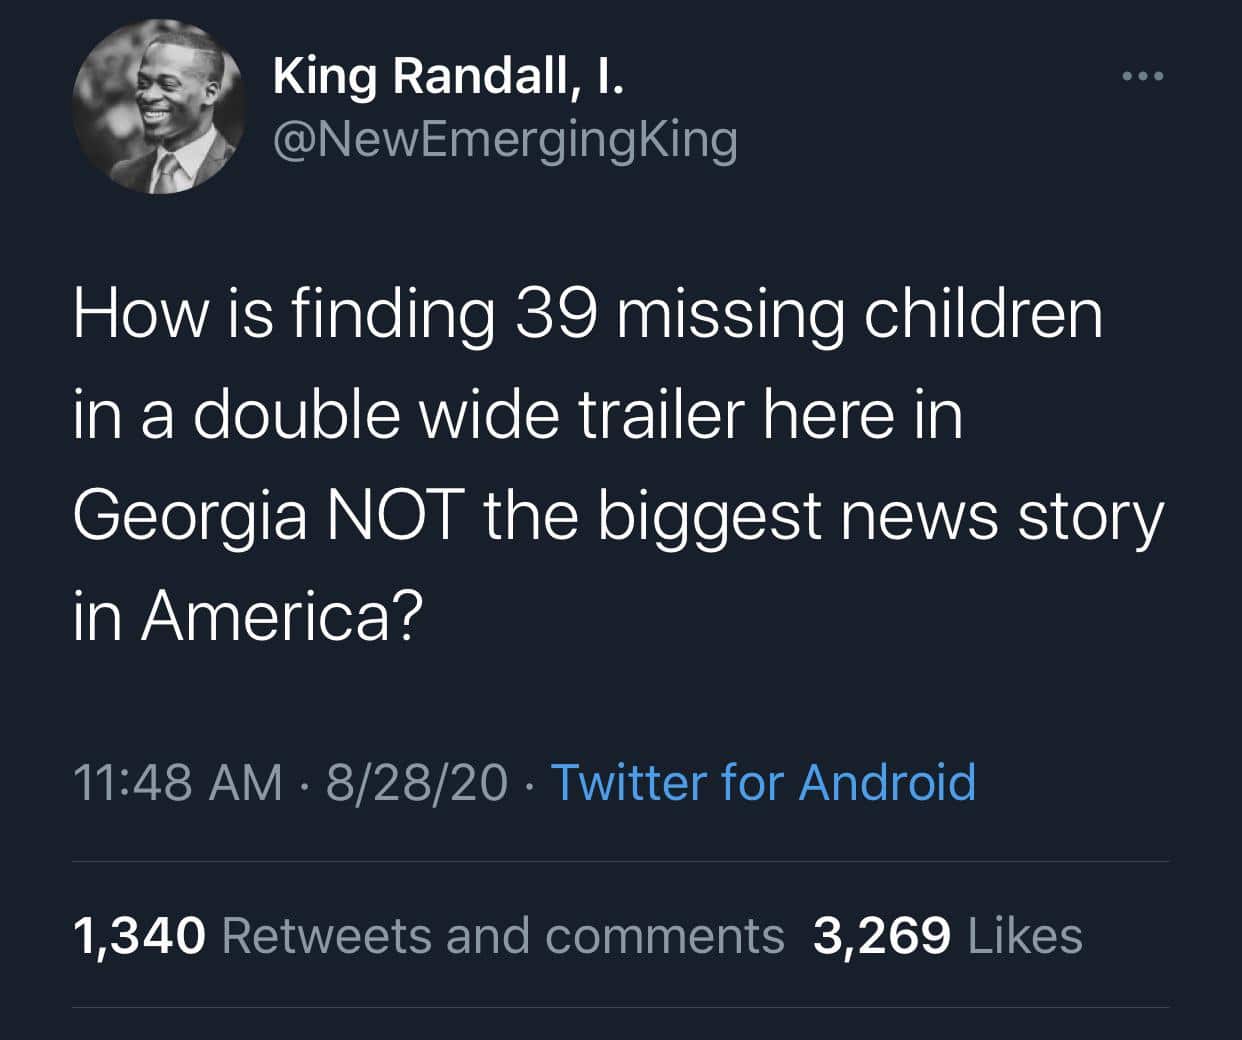 King Randall, I.
@NewEmergingKing
How is finding 39 missing children
in a double wide trailer here in
Georgia NOT the biggest news story
in America?
11:48 AM · 8/28/20 · Twitter for Android
1,340 Retweets and comments 3,269 Likes